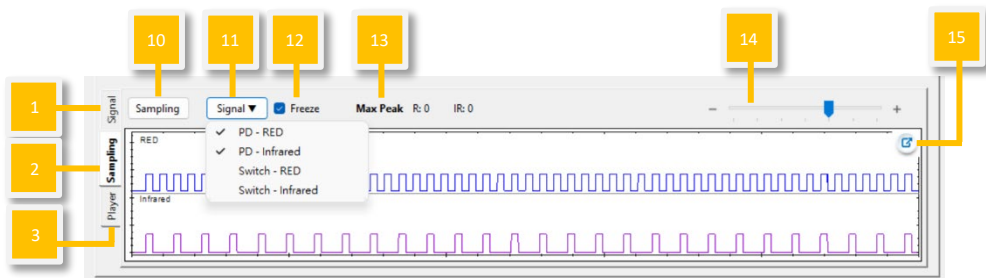 10 11 12 13 14 15
1 Signal
Sampling Signal ▼ Freeze Max Peak R: 0 IR: 0 − +
2 Sampling
3 Player
✓ PD - RED
✓ PD - Infrared
Switch - RED
Switch - Infrared
RED
Infrared